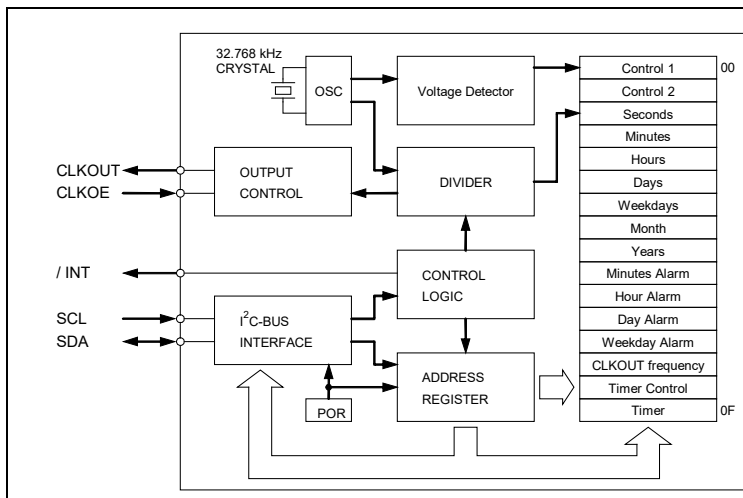 32.768 kHz
CRYSTAL
OSC
Voltage Detector
Control 1
00
Control 2
Seconds
Minutes
Hours
Days
Weekdays
Month
Years
Minutes Alarm
Hour Alarm
Day Alarm
Weekday Alarm
CLKOUT frequency
Timer Control
Timer
0F
CLKOUT
CLKOE
OUTPUT
CONTROL
DIVIDER
/ INT
CONTROL
LOGIC
SCL
SDA
I²C-BUS
INTERFACE
ADDRESS
REGISTER
POR